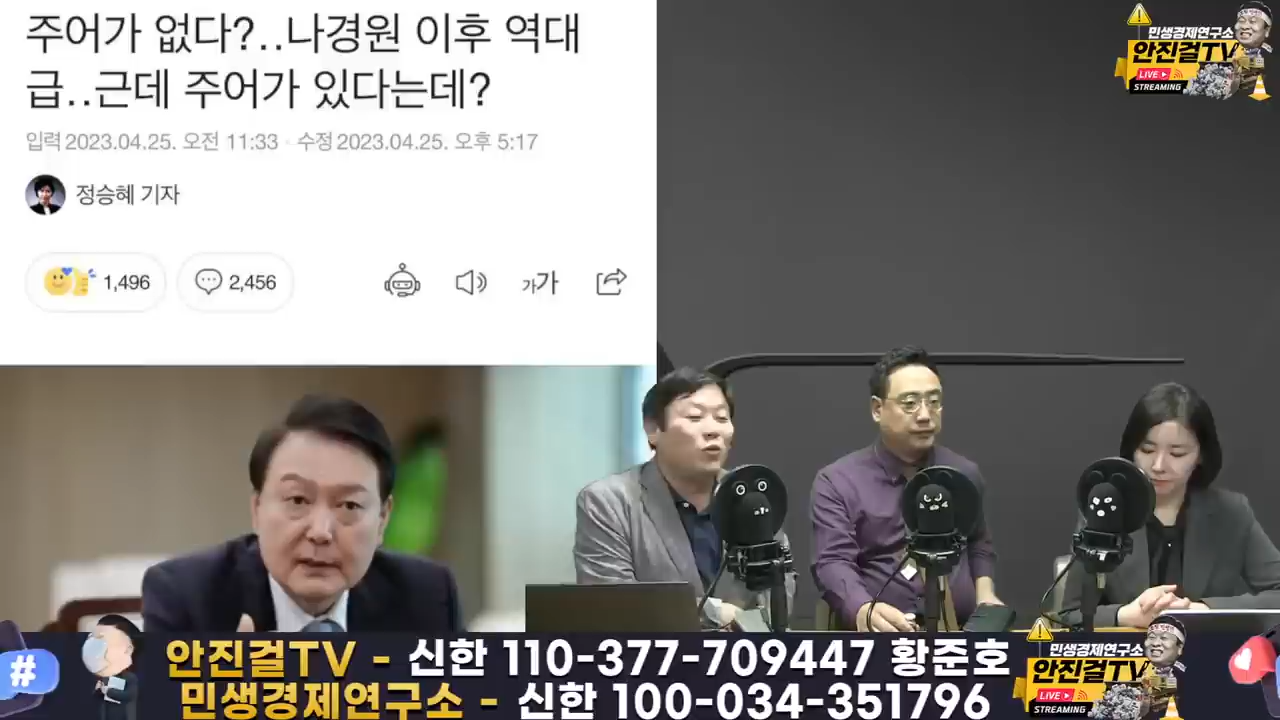 주어가 없다?‥나경원 이후 역대
급‥근데 주어가 있다는데?
입력 2023.04.25. 오전 11:33 · 수정 2023.04.25. 오후 5:17
정승혜 기자
1,496
2,456
가가
민생경제연구소
안진걸TV
LIVE
STREAMING
#
안진걸TV - 신한 110-377-709447 황준호
민생경제연구소 - 신한 100-034-351796
민생경제연구소
안진걸TV
LIVE
STREAMING